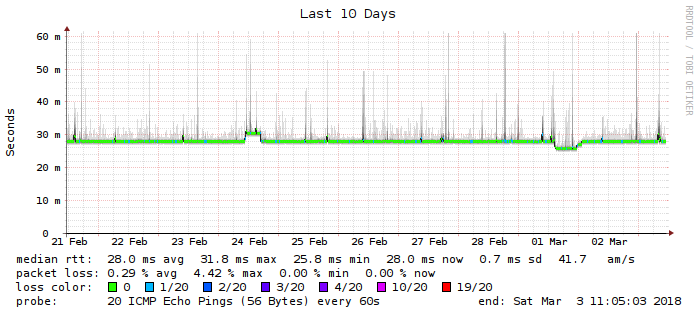 Last 10 Days
RRDTOOL / TOBI OETIKER
Seconds
60 m
50 m
40 m
30 m
20 m
10 m
0
21 Feb 22 Feb 23 Feb 24 Feb 25 Feb 26 Feb 27 Feb 28 Feb 01 Mar 02 Mar
median rtt: 28.0 ms avg 31.8 ms max 25.8 ms min 28.0 ms now 0.7 ms sd 41.7 am/s
packet loss: 0.29 % avg 4.42 % max 0.00 % min 0.00 % now
loss color: 0 1/20 2/20 3/20 4/20 10/20 19/20
probe: 20 ICMP Echo Pings (56 Bytes) every 60s end: Sat Mar 3 11:05:03 2018